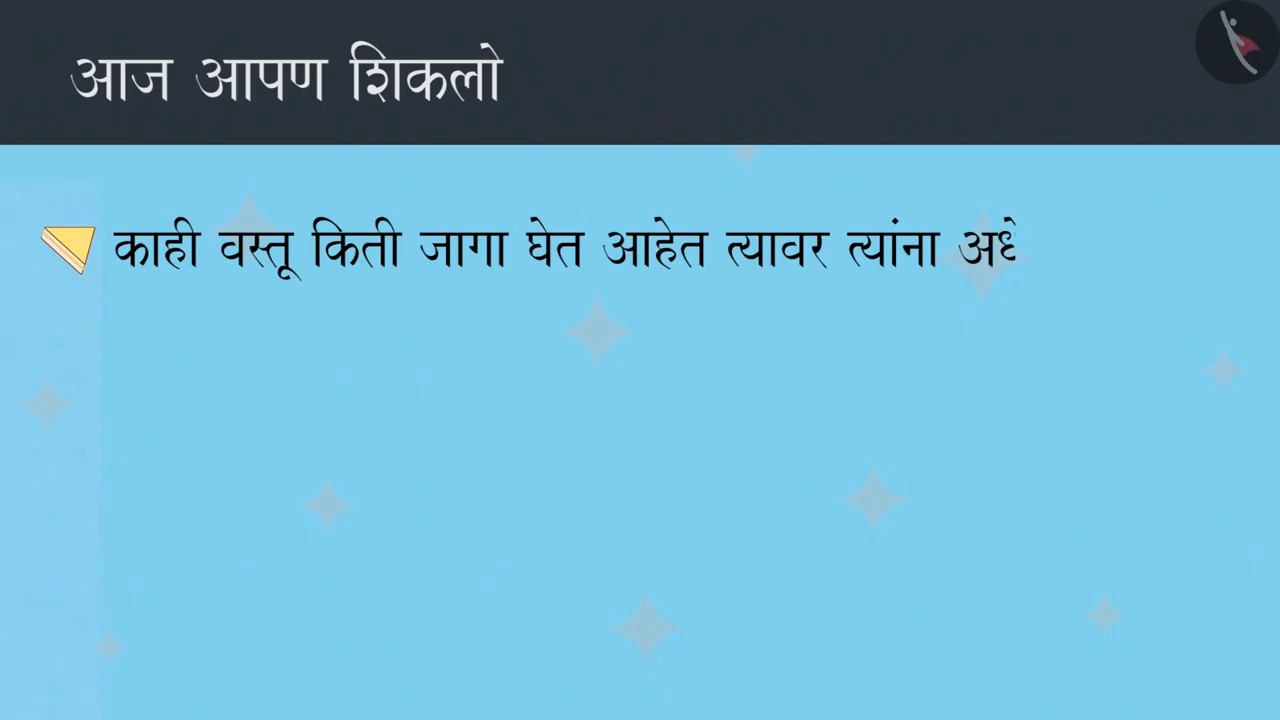 आज आपण शिकलो
काही वस्तू किती जागा घेत आहेत त्यावर त्यांना